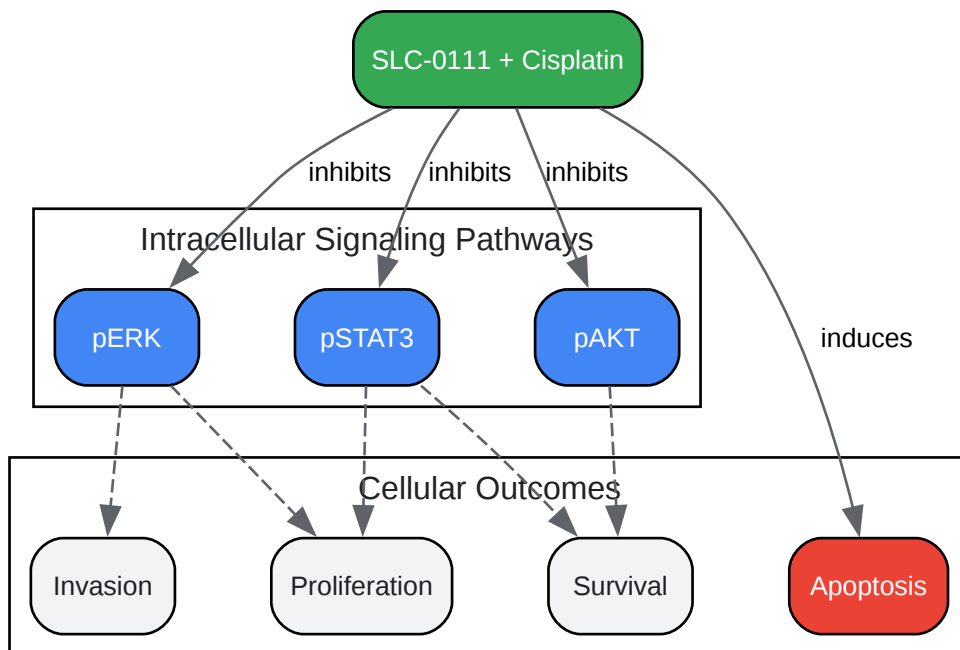 SLC-0111 + Cisplatin
inhibits
inhibits
inhibits
Intracellular Signaling Pathways
pERK
pSTAT3
pAKT
induces
Cellular Outcomes
Invasion
Proliferation
Survival
Apoptosis